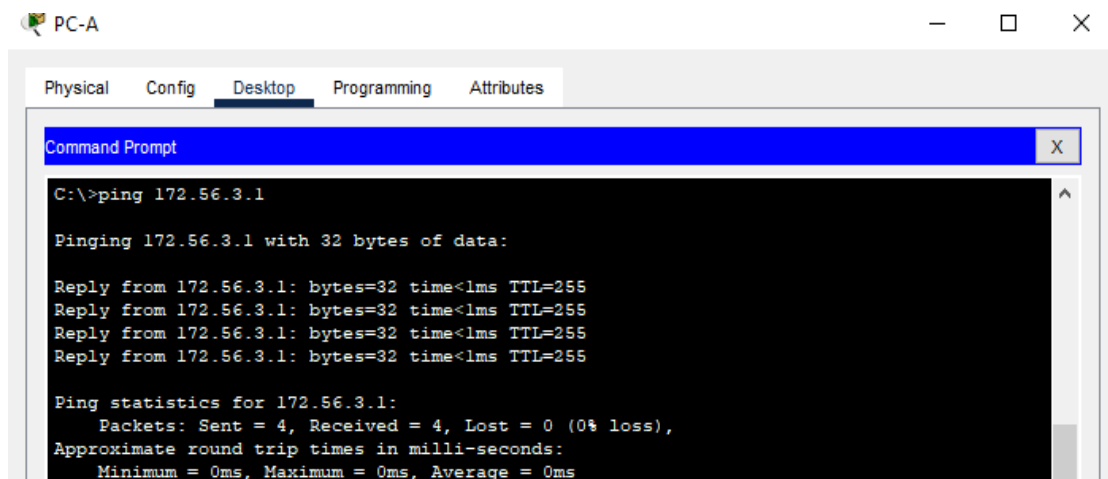 PC-A
Physical Config Desktop Programming Attributes
Command Prompt X
C:\>ping 172.56.3.1
Pinging 172.56.3.1 with 32 bytes of data:
Reply from 172.56.3.1: bytes=32 time<1ms TTL=255
Reply from 172.56.3.1: bytes=32 time<1ms TTL=255
Reply from 172.56.3.1: bytes=32 time<1ms TTL=255
Reply from 172.56.3.1: bytes=32 time<1ms TTL=255
Ping statistics for 172.56.3.1:
Packets: Sent = 4, Received = 4, Lost = 0 (0% loss),
Approximate round trip times in milli-seconds:
Minimum = 0ms, Maximum = 0ms, Average = 0ms